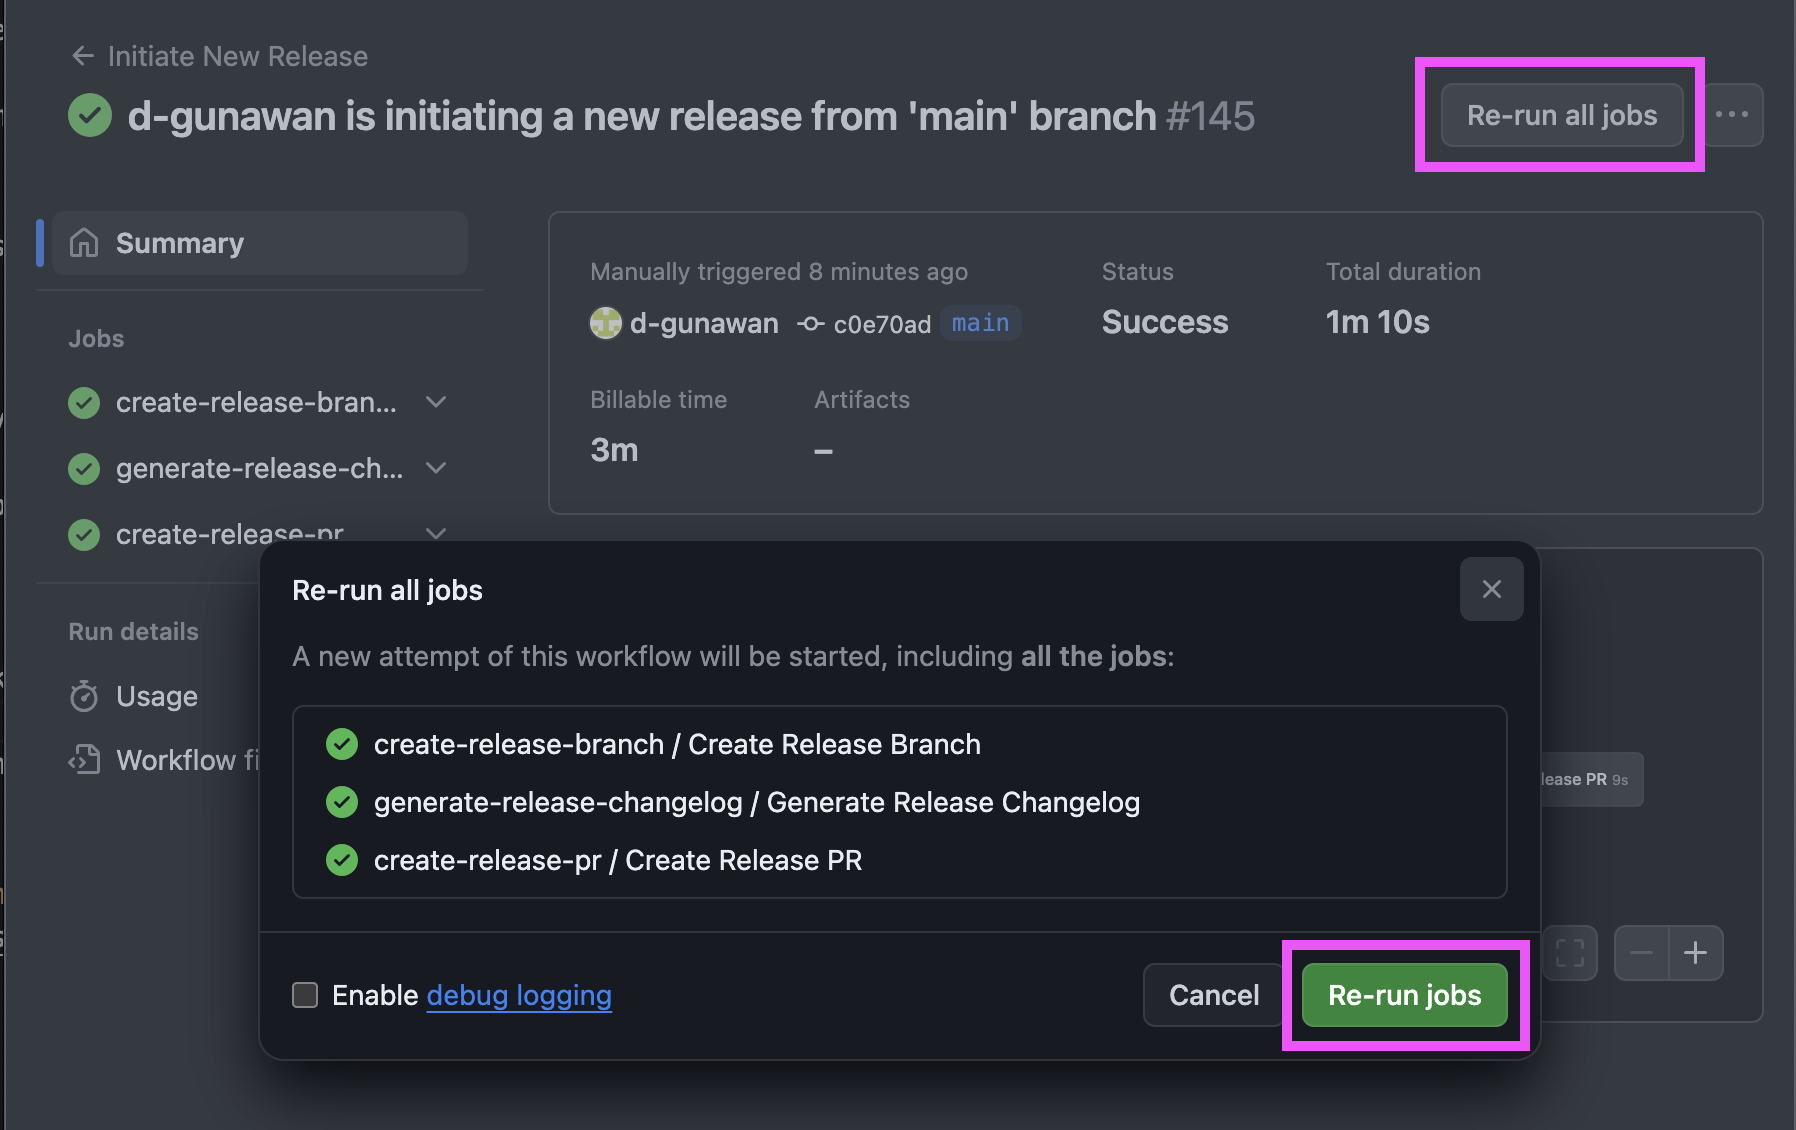 Initiate New Release
d-gunawan is initiating a new release from 'main' branch #145
Re-run all jobs
Summary
Manually triggered 8 minutes ago
d-gunawan c0e70ad main
Status
Success
Total duration
1m 10s
Billable time
3m
Artifacts
–
Jobs
create-release-bran...
generate-release-ch...
create-release-pr
Run details
Usage
Workflow fi
lease PR 9s
Re-run all jobs
A new attempt of this workflow will be started, including all the jobs:
create-release-branch / Create Release Branch
generate-release-changelog / Generate Release Changelog
create-release-pr / Create Release PR
Enable debug logging
Cancel
Re-run jobs